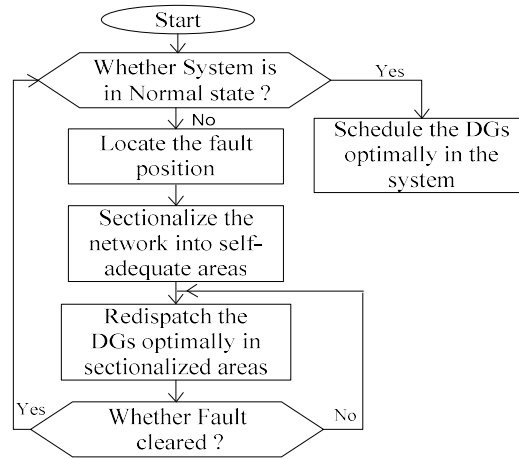 Start
Whether System is
in Normal state ?
Yes
No
Schedule the DGs
optimally in the
system
Locate the fault
position
Sectionalize the
network into self-
adequate areas
Redispatch the
DGs optimally in
sectionalized areas
Yes
Whether Fault
cleared ?
No